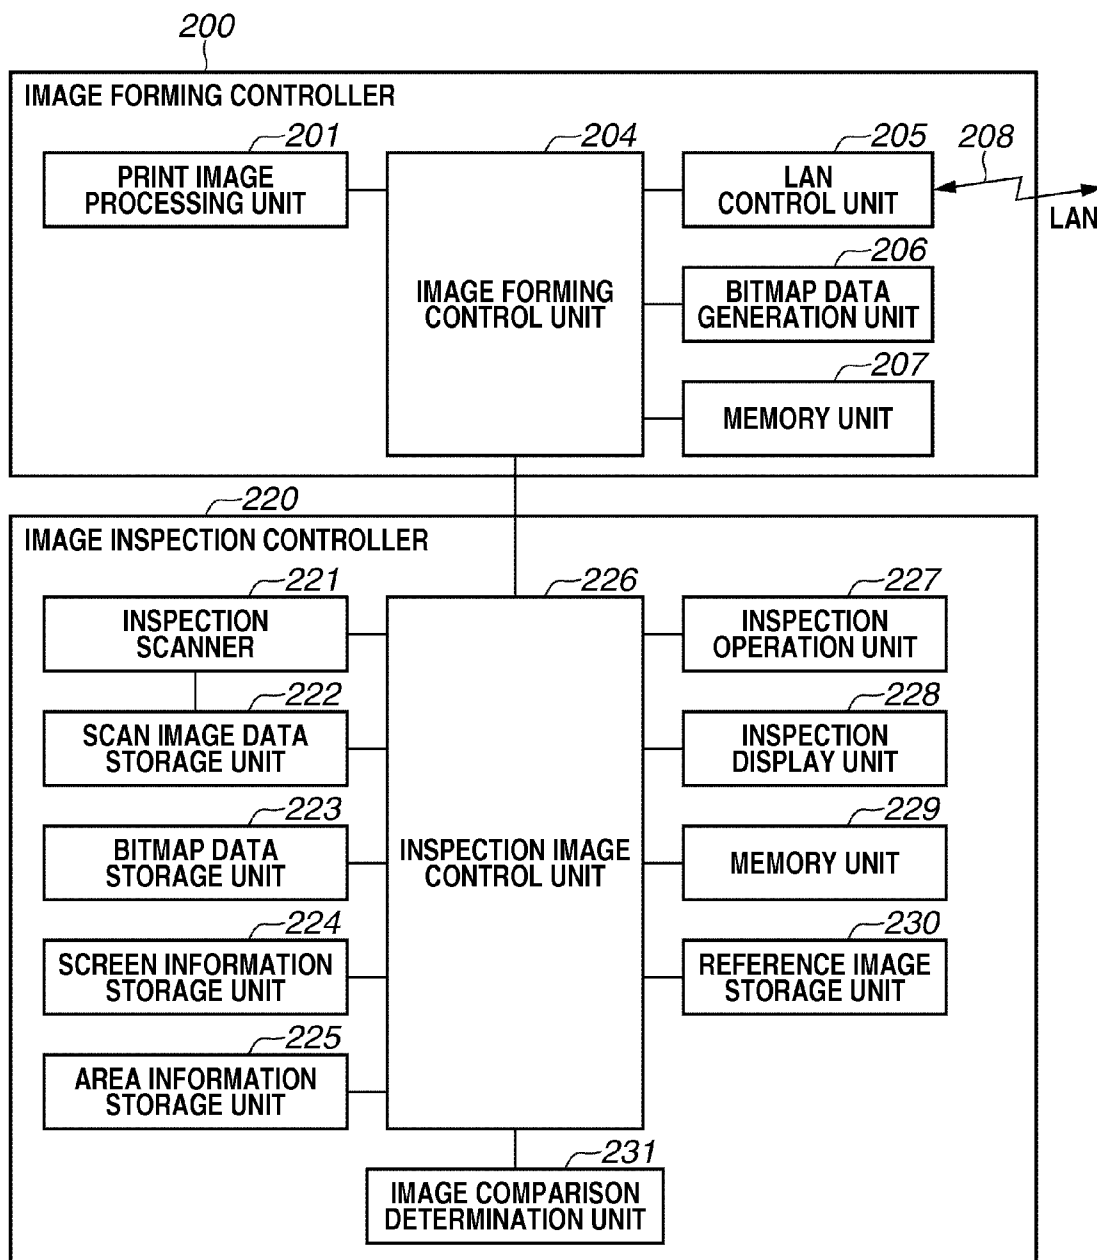 200
IMAGE FORMING CONTROLLER
201
PRINT IMAGE
PROCESSING UNIT
204
IMAGE FORMING
CONTROL UNIT
205
LAN
CONTROL UNIT
208
LAN
206
BITMAP DATA
GENERATION UNIT
207
MEMORY UNIT
220
IMAGE INSPECTION CONTROLLER
221
INSPECTION
SCANNER
222
SCAN IMAGE DATA
STORAGE UNIT
223
BITMAP DATA
STORAGE UNIT
224
SCREEN INFORMATION
STORAGE UNIT
225
AREA INFORMATION
STORAGE UNIT
226
INSPECTION IMAGE
CONTROL UNIT
227
INSPECTION
OPERATION UNIT
228
INSPECTION
DISPLAY UNIT
229
MEMORY UNIT
230
REFERENCE IMAGE
STORAGE UNIT
231
IMAGE COMPARISON
DETERMINATION UNIT